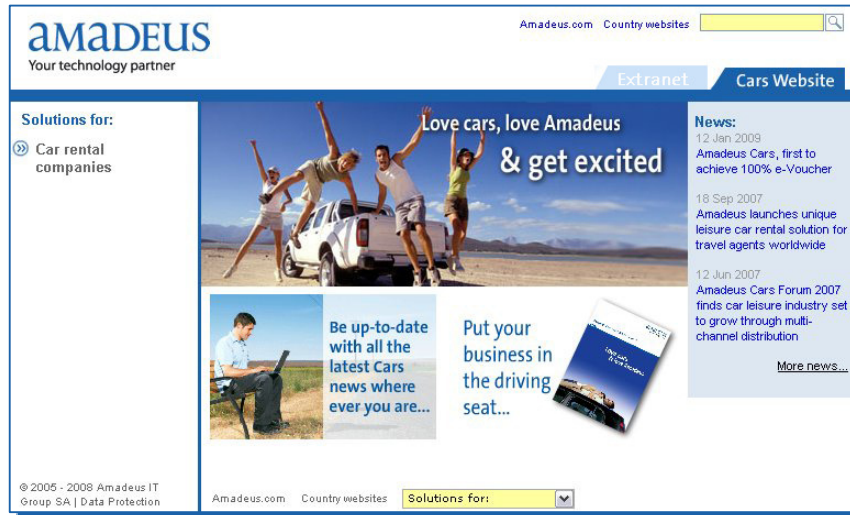 Amadeus.com Country websites
aMaDEUS
Your technology partner
Extranet
Cars Website
Solutions for:
Car rental
companies
Love cars, love Amadeus
& get excited
News:
12 Jan 2009
Amadeus Cars, first to
achieve 100% e-Voucher
18 Sep 2007
Amadeus launches unique
leisure car rental solution for
travel agents worldwide
12 Jun 2007
Amadeus Cars Forum 2007
finds car leisure industry set
to grow through multi-
channel distribution
More news...
Be up-to-date
with all the
latest Cars
news where
ever you are...
Put your
business in
the driving
seat...
Love cars
© 2005 - 2008 Amadeus IT
Group SA | Data Protection
Amadeus.com Country websites Solutions for: